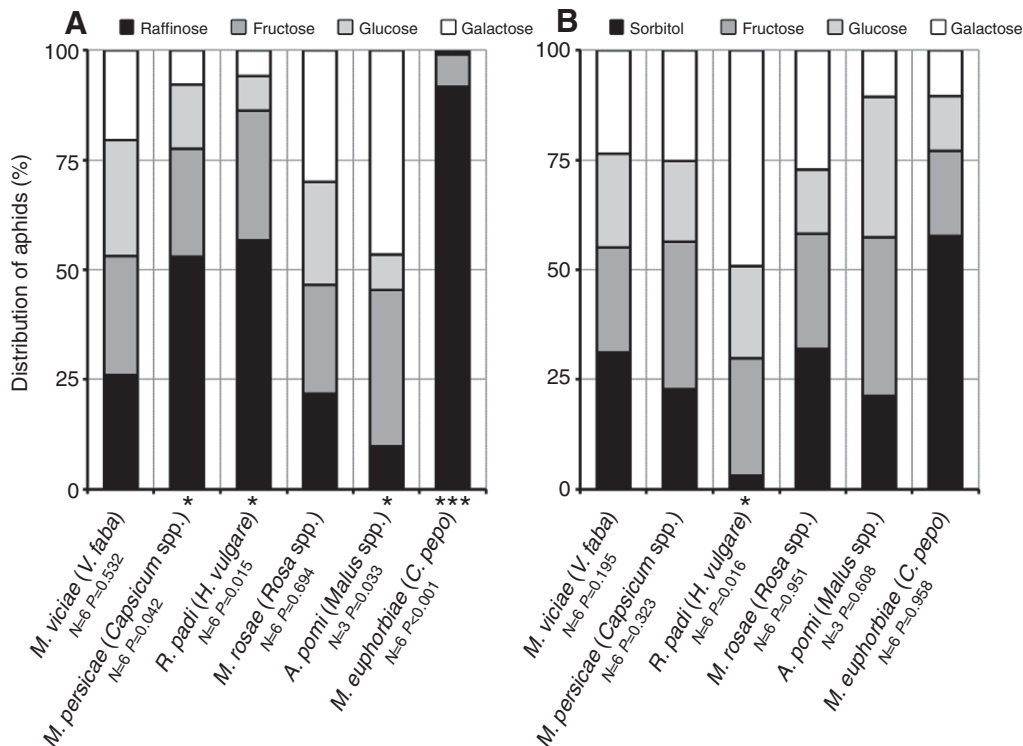 A
Raffinose Fructose Glucose Galactose
B
Sorbitol Fructose Glucose Galactose
Distribution of aphids (%)
100
75
50
25
0
M. viciae (V. faba)
N=6 P=0.532
M. persicae (Capsicum spp.) *
N=6 P=0.042
R. padi (H. vulgare) *
N=6 P=0.015
M. rosae (Rosa spp.)
N=6 P=0.694
A. pomi (Malus spp.) *
N=3 P=0.033
M. euphorbiae (C. pepo) ***
N=6 P<0.001
100
75
50
25
0
M. viciae (V. faba)
N=6 P=0.195
M. persicae (Capsicum spp.)
N=6 P=0.323
R. padi (H. vulgare) *
N=6 P=0.016
M. rosae (Rosa spp.)
N=6 P=0.951
A. pomi (Malus spp.)
N=3 P=0.608
M. euphorbiae (C. pepo)
N=6 P=0.958